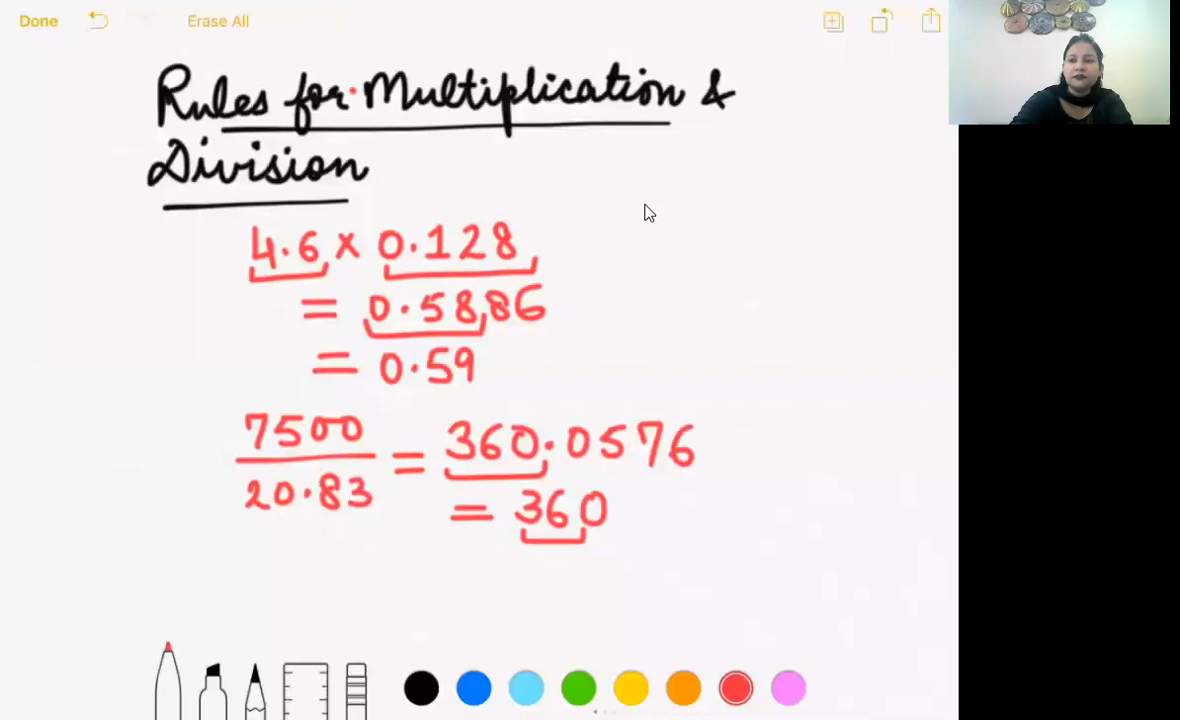 Done
Erase All
Rules for Multiplication &
Division
4.6 × 0.128
= 0.5886
= 0.59
7500
20.83
= 360.0576
= 360